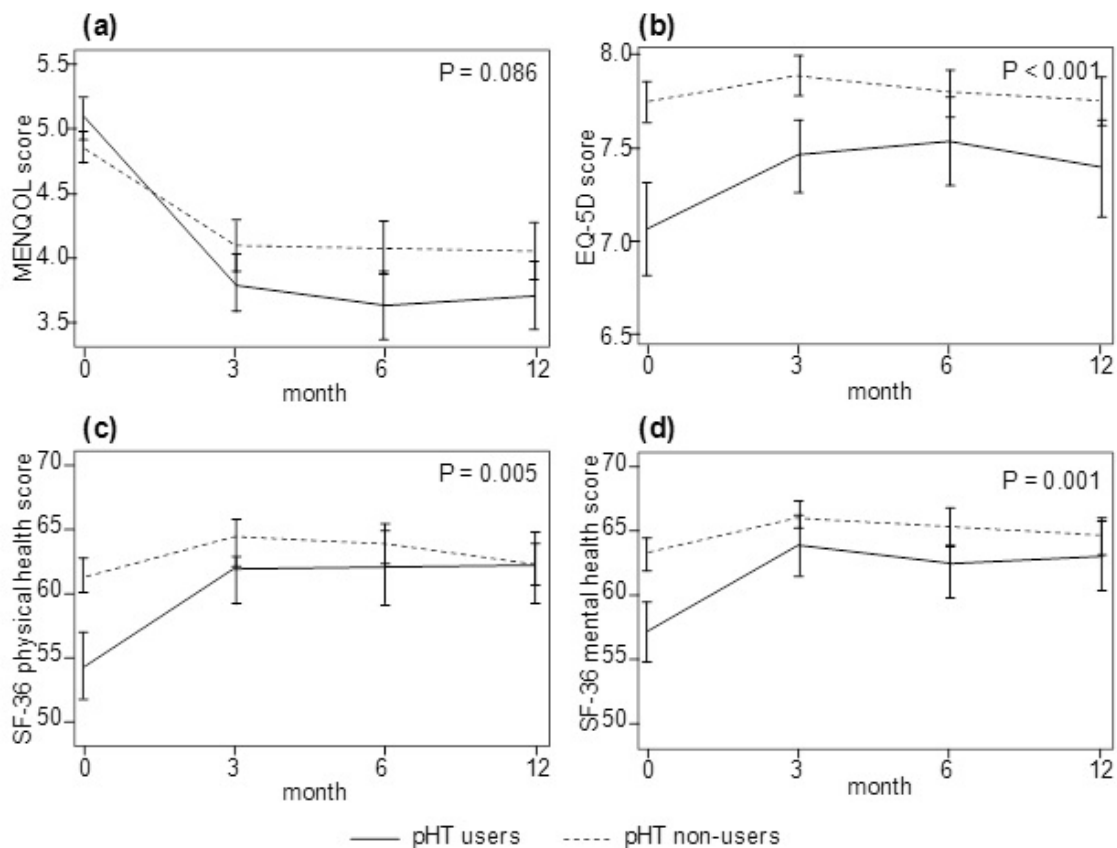 (a)
P = 0.086
MENQOL score
5.5
5.0
4.5
4.0
3.5
0 3 6 12
month
(b)
P < 0.001
EQ-5D score
8.0
7.5
7.0
6.5
0 3 6 12
month
(c)
P = 0.005
SF-36 physical health score
70
65
60
55
50
0 3 6 12
month
(d)
P = 0.001
SF-36 mental health score
70
65
60
55
50
0 3 6 12
month
pHT users pHT non-users